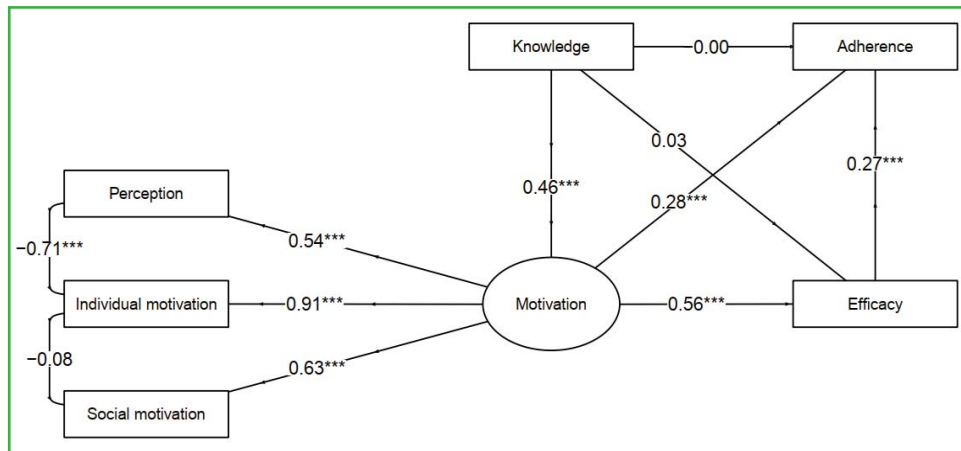 Knowledge
0.00
Adherence
0.03
0.27***
0.46***
0.28***
Perception
−0.71***
0.54***
Individual motivation
0.91***
Motivation
0.56***
Efficacy
−0.08
0.63***
Social motivation